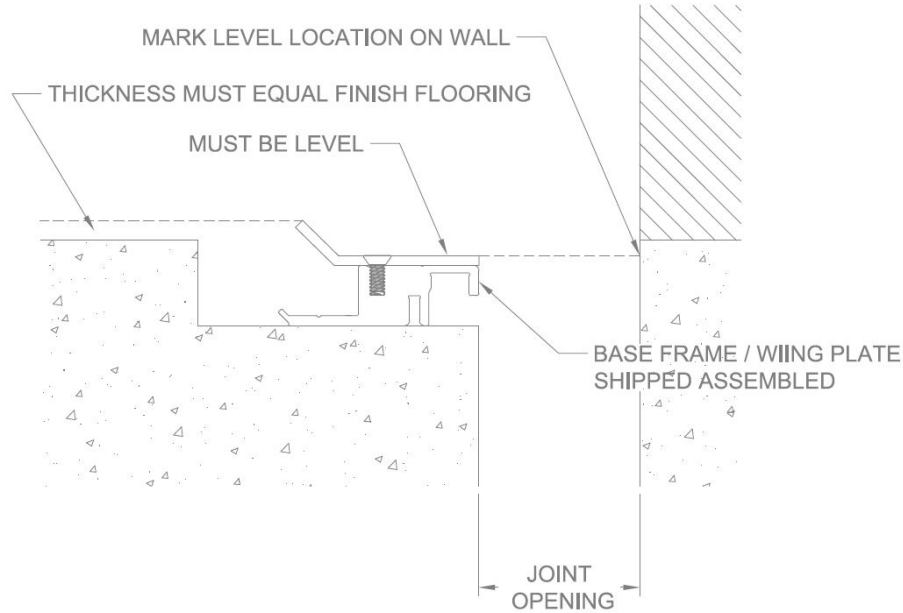 MARK LEVEL LOCATION ON WALL
THICKNESS MUST EQUAL FINISH FLOORING
MUST BE LEVEL
BASE FRAME / WIING PLATE
SHIPPED ASSEMBLED
JOINT
OPENING